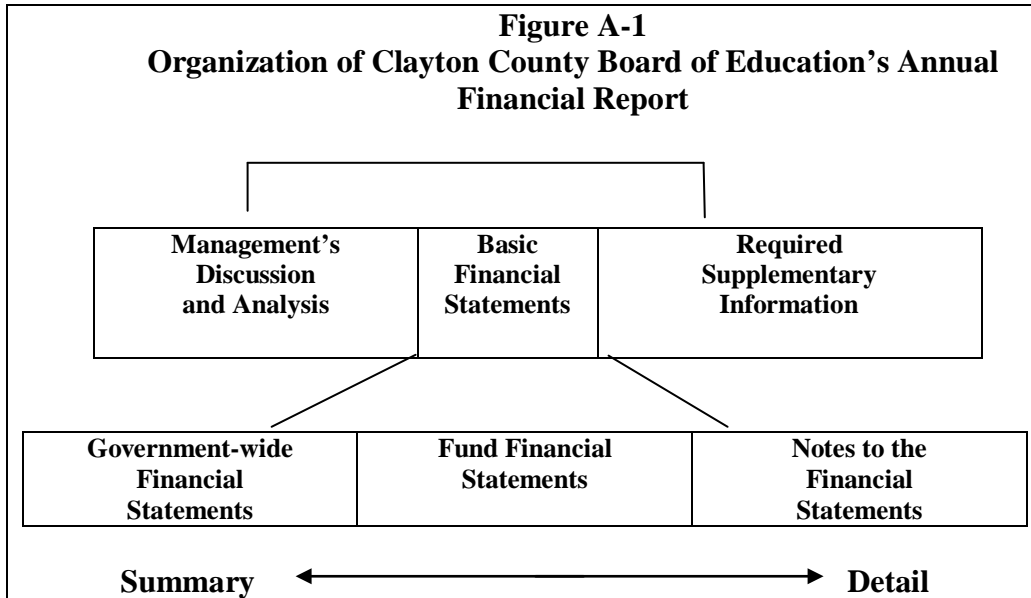 Figure A-1
Organization of Clayton County Board of Education’s Annual
Financial Report
Management’s
Discussion
and Analysis
Basic
Financial
Statements
Required
Supplementary
Information
Government-wide
Financial
Statements
Fund Financial
Statements
Notes to the
Financial
Statements
Summary
Detail